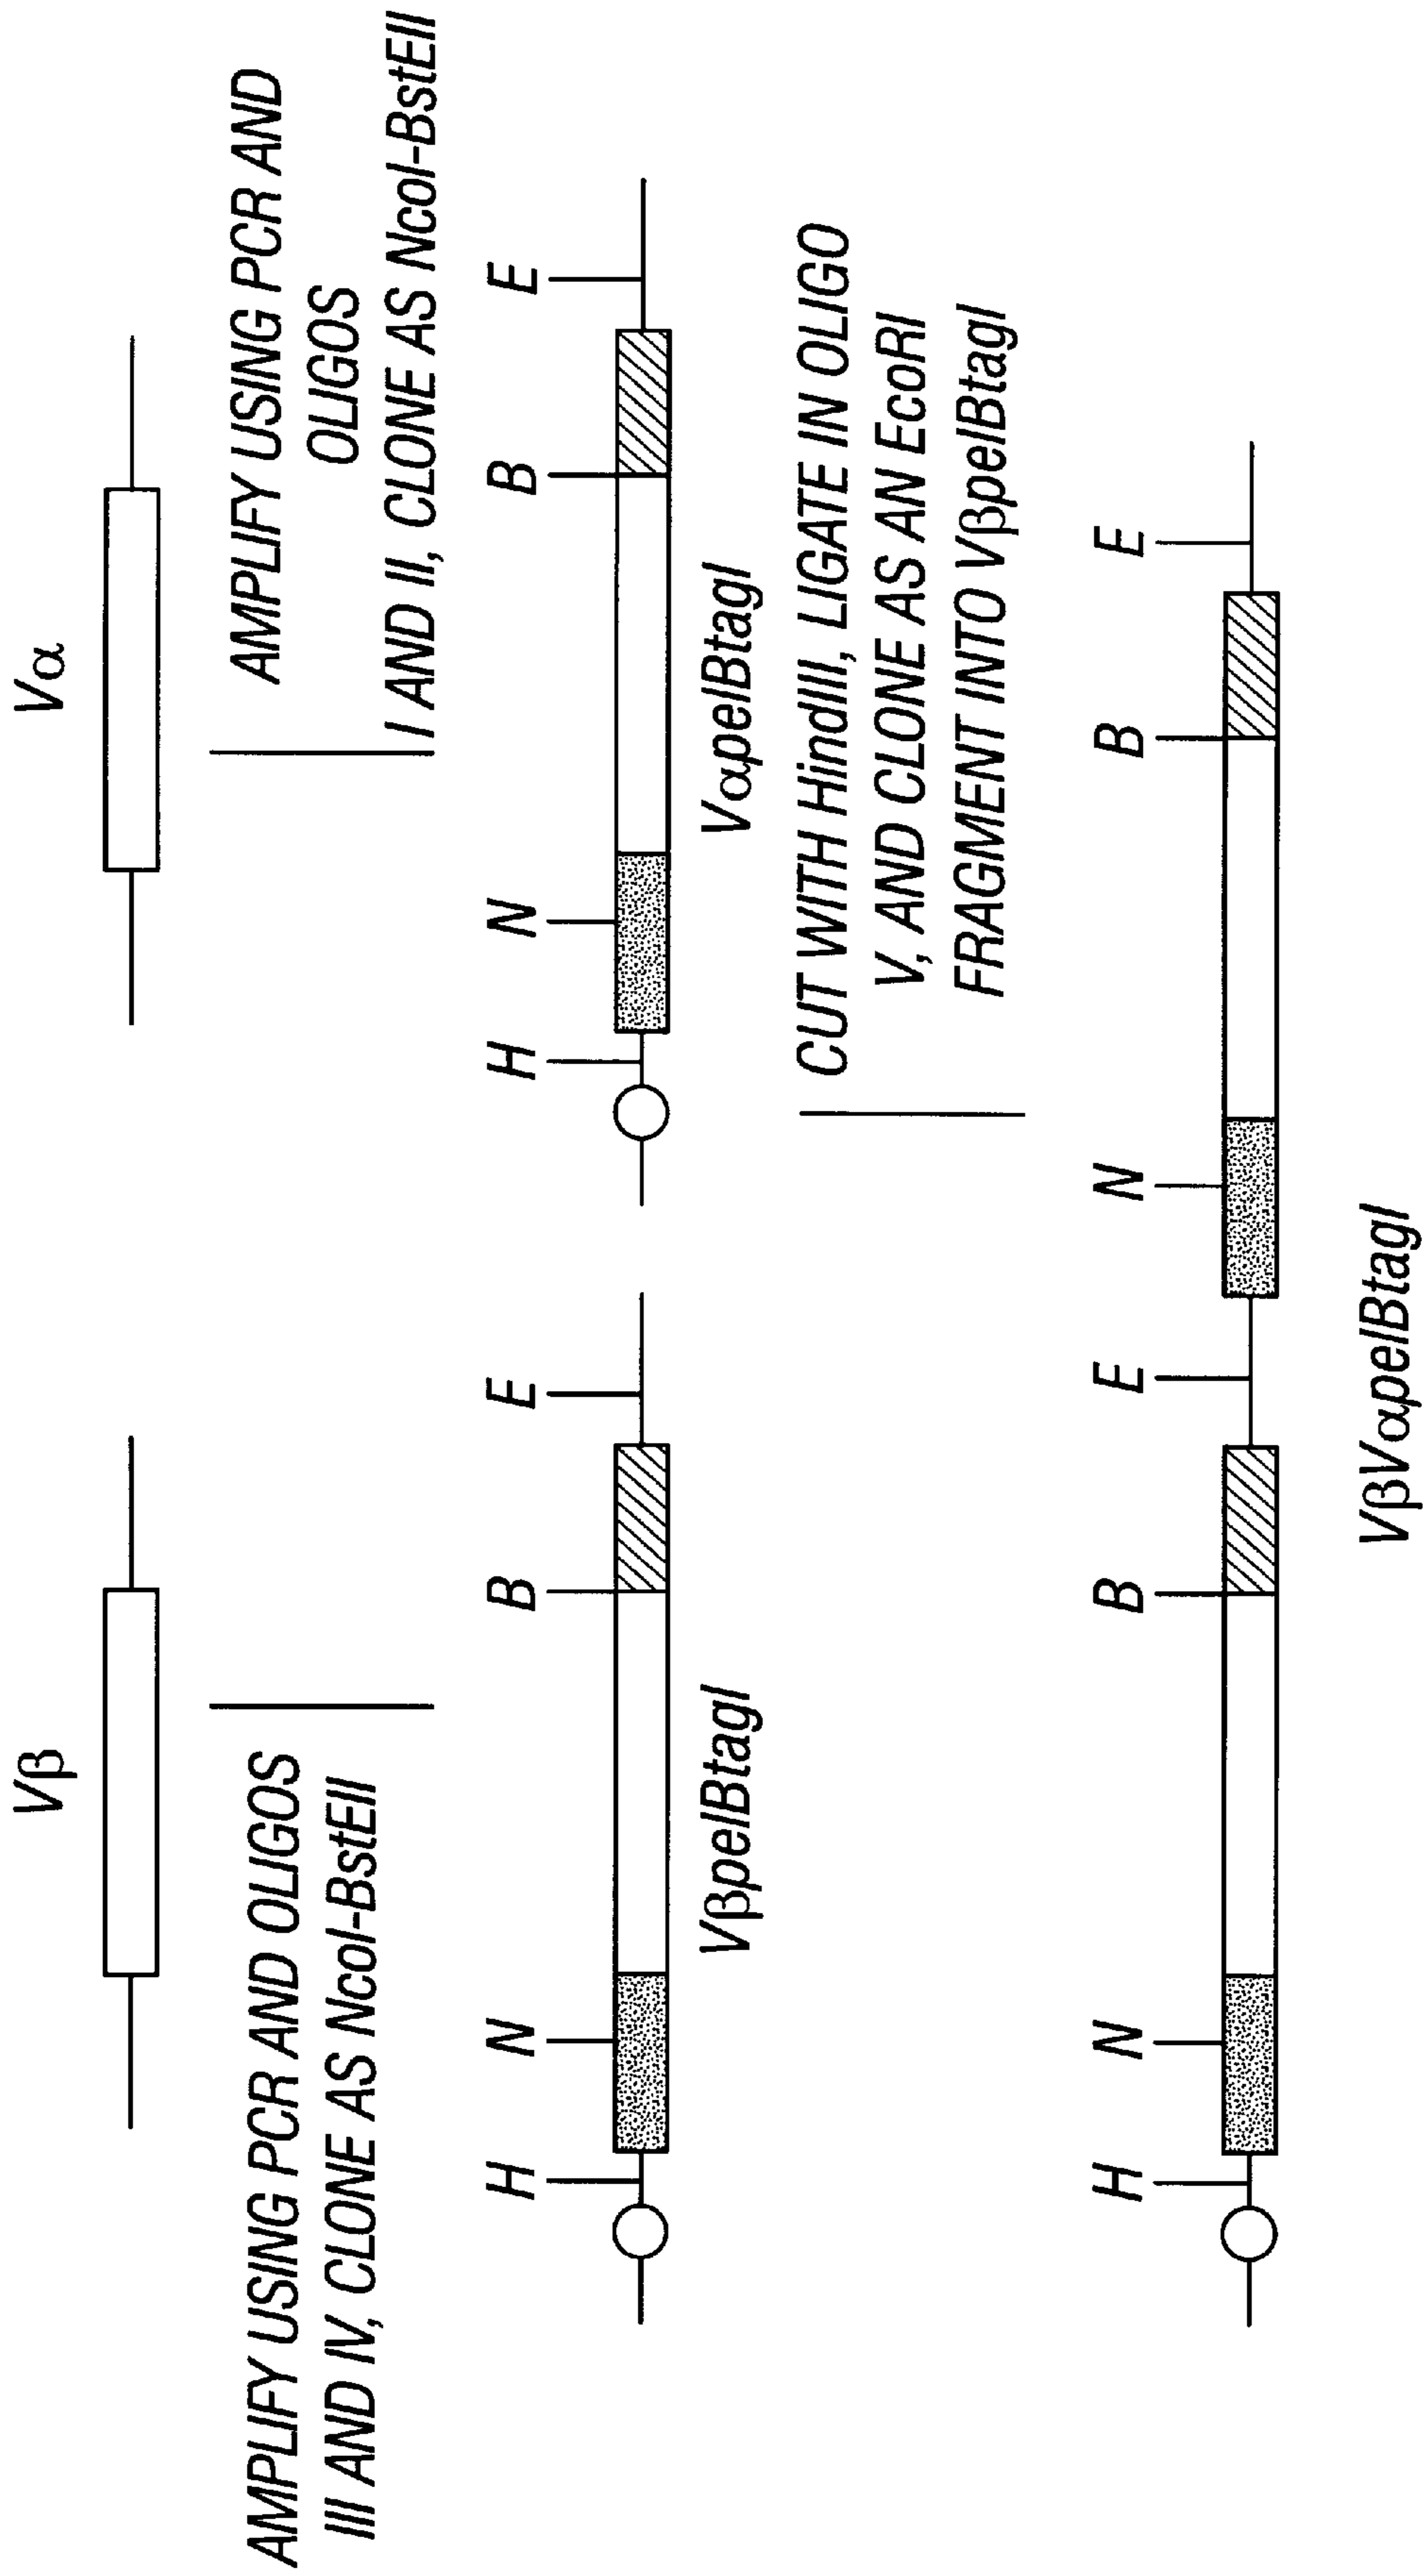 Vβ
Vα
AMPLIFY USING PCR AND OLIGOS
III AND IV, CLONE AS NcoI-BstEII
AMPLIFY USING PCR AND
OLIGOS
I AND II, CLONE AS NcoI-BstEII
H N B E
H N B E
VβpelBtagI
VαpelBtagI
CUT WITH HindIII, LIGATE IN OLIGO
V, AND CLONE AS AN EcoRI
FRAGMENT INTO VβpelBtagI
H N B E N B E
VβVαpelBtagI